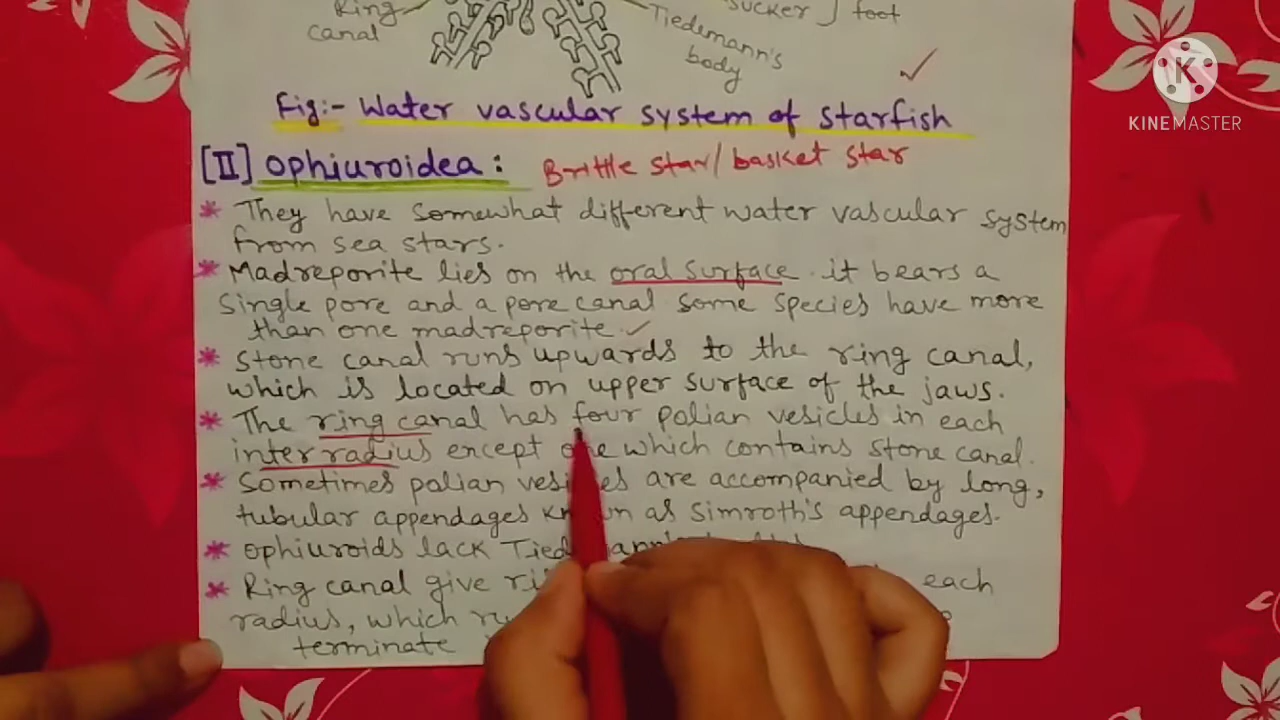 Ring canal
Tiedemann's body
sucker } foot
KINEMASTER
Fig:- Water vascular system of starfish
[II] Ophiuroidea: Brittle star/basket star
* They have somewhat different water vascular system
from sea stars.
* Madreporite lies on the oral surface. it bears a
single pore and a pore canal some species have more
than one madreporite
* Stone canal runs upwards to the ring canal,
which is located on upper surface of the jaws.
* The ring canal has four polian vesicles in each
interradius except one which contains stone canal.
* Sometimes polian vesicles are accompanied by long,
tubular appendages known as Simroth's appendages.
* Ophiuroids lack
* Ring canal give each
radius, which
terminate